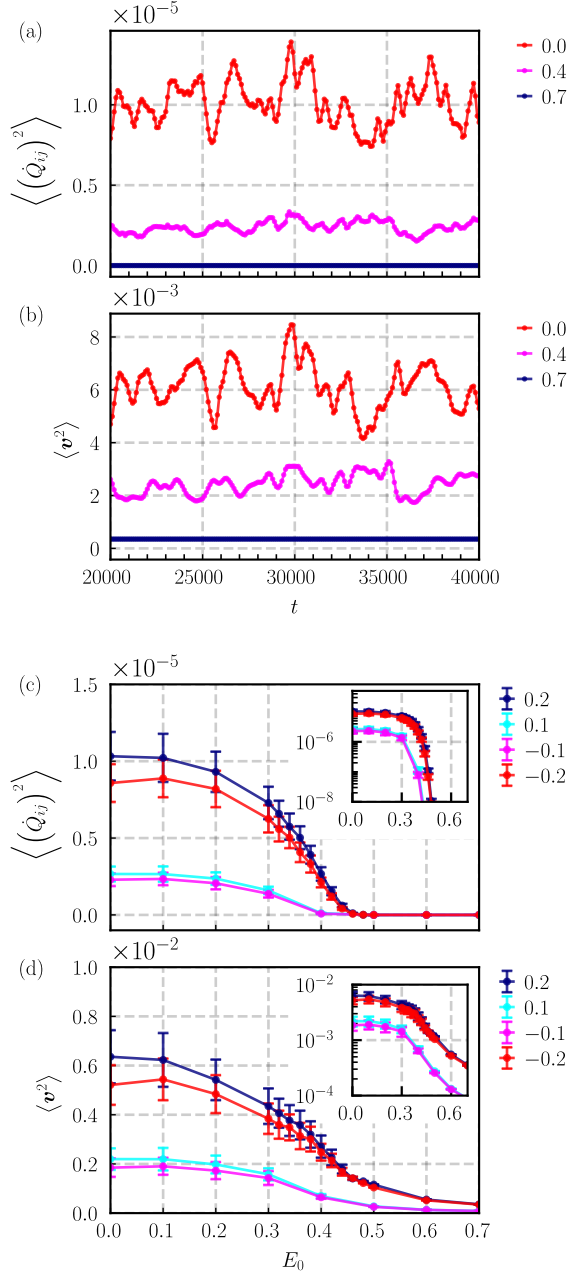 ×10⁻⁵
(a)
0.0
0.4
0.7
1.0
0.5
0.0
⟨(Q̇ᵢⱼ)²⟩
×10⁻³
(b)
0.0
0.4
0.7
8
6
4
2
0
⟨v²⟩
20000 25000 30000 35000 40000
t
×10⁻⁵
(c)
1.5
1.0
0.5
0.0
⟨(Q̇ᵢⱼ)²⟩
10⁻⁶
10⁻⁸
0.0 0.3 0.6
0.2
0.1
−0.1
−0.2
×10⁻²
(d)
1.0
0.8
0.6
0.4
0.2
0.0
⟨v²⟩
10⁻²
10⁻³
10⁻⁴
0.0 0.3 0.6
0.2
0.1
−0.1
−0.2
0.0 0.1 0.2 0.3 0.4 0.5 0.6 0.7
E₀